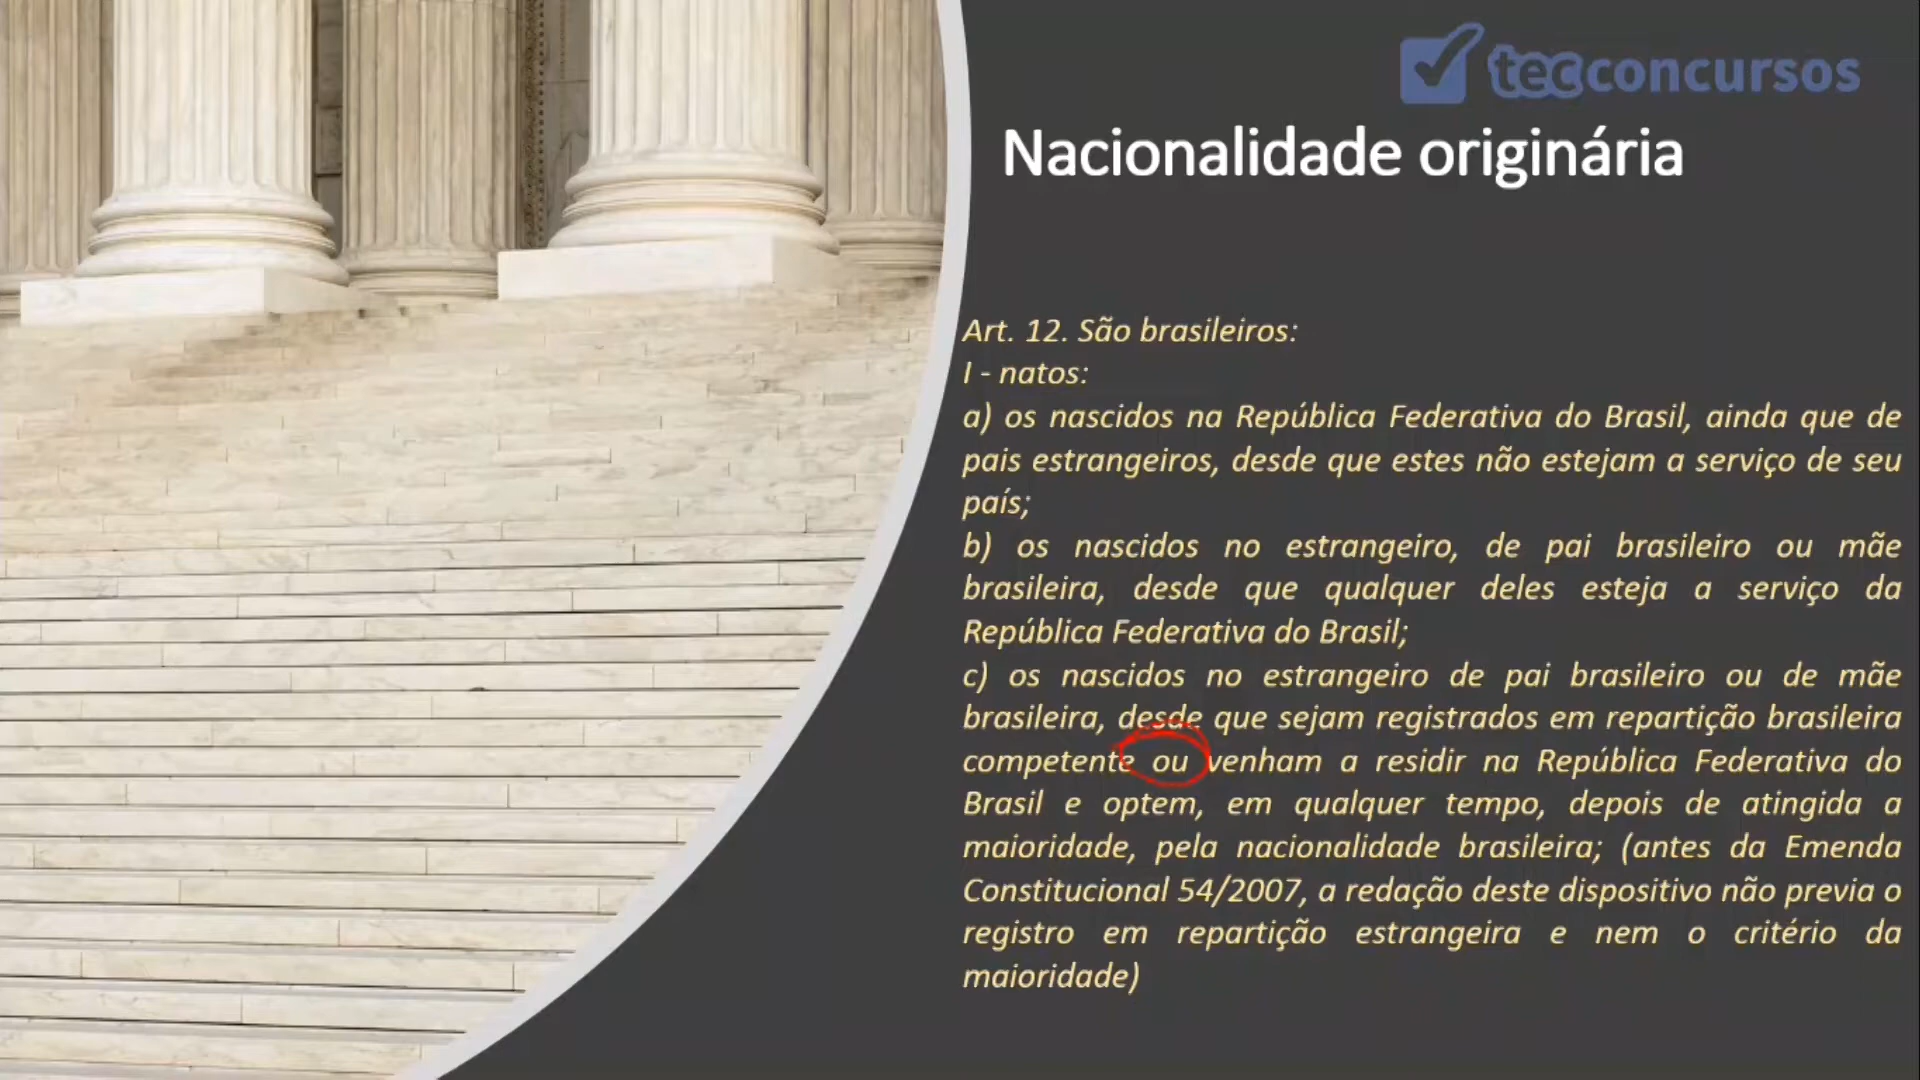 tecconcursos
Nacionalidade originária
Art. 12. São brasileiros:
I - natos:
a) os nascidos na República Federativa do Brasil, ainda que de
pais estrangeiros, desde que estes não estejam a serviço de seu
país;
b) os nascidos no estrangeiro, de pai brasileiro ou mãe
brasileira, desde que qualquer deles esteja a serviço da
República Federativa do Brasil;
c) os nascidos no estrangeiro de pai brasileiro ou de mãe
brasileira, desde que sejam registrados em repartição brasileira
competente ou venham a residir na República Federativa do
Brasil e optem, em qualquer tempo, depois de atingida a
maioridade, pela nacionalidade brasileira; (antes da Emenda
Constitucional 54/2007, a redação deste dispositivo não previa o
registro em repartição estrangeira e nem o critério da
maioridade)